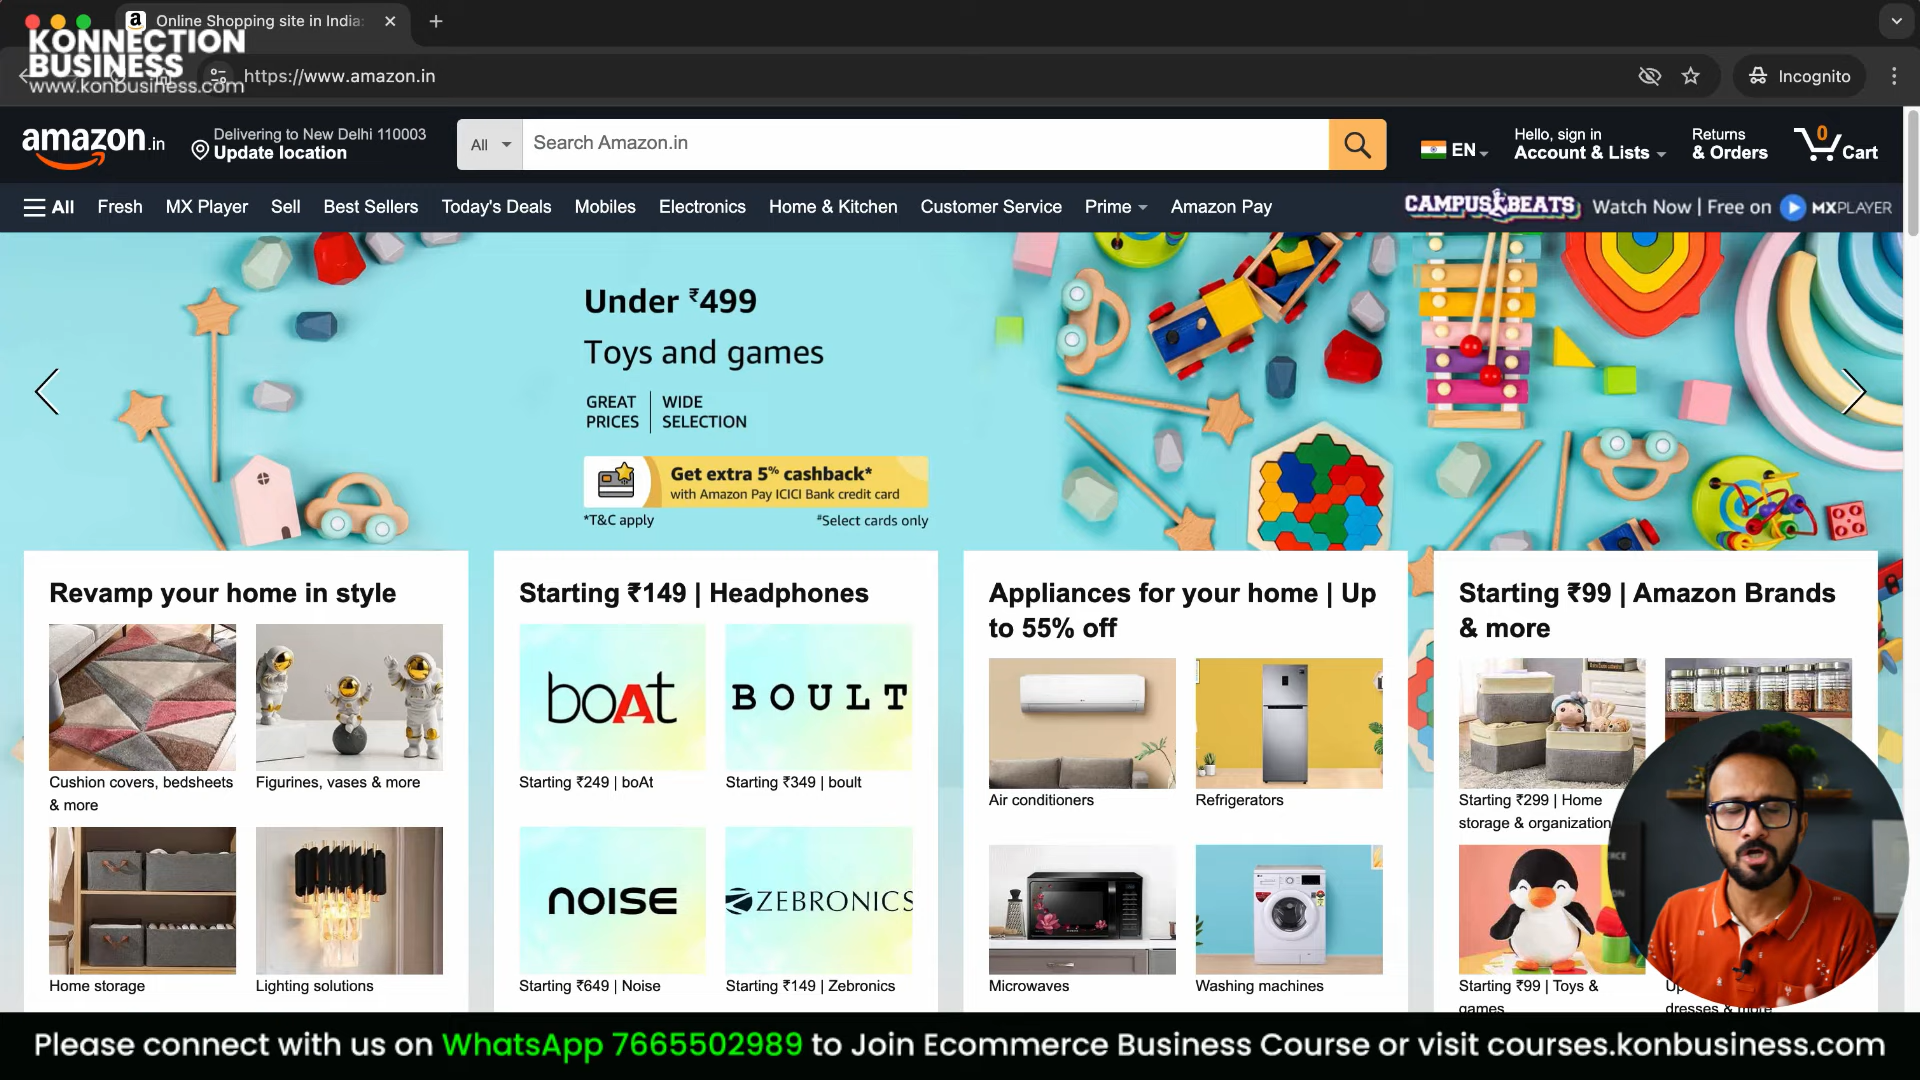 Online Shopping site in India:
KONNECTION
BUSINESS
www.konbusiness.com
https://www.amazon.in
Incognito
amazon.in
Delivering to New Delhi 110003
Update location
All
Search Amazon.in
EN
Hello, sign in
Account & Lists
Returns
& Orders
0
Cart
All
Fresh
MX Player
Sell
Best Sellers
Today's Deals
Mobiles
Electronics
Home & Kitchen
Customer Service
Prime
Amazon Pay
CAMPUS BEATS
Watch Now | Free on
MXPLAYER
Under ₹499
Toys and games
GREAT
PRICES
WIDE
SELECTION
Get extra 5% cashback*
with Amazon Pay ICICI Bank credit card
*T&C apply
#Select cards only
Revamp your home in style
Cushion covers, bedsheets
& more
Figurines, vases & more
Home storage
Lighting solutions
Starting ₹149 | Headphones
boAt
BOULT
Starting ₹249 | boAt
Starting ₹349 | boult
NOISE
ZEBRONICS
Starting ₹649 | Noise
Starting ₹149 | Zebronics
Appliances for your home | Up
to 55% off
Air conditioners
Refrigerators
Microwaves
Washing machines
Starting ₹99 | Amazon Brands
& more
Starting ₹299 | Home
storage & organization
Starting ₹99 | Toys &
games
dresses & more
Please connect with us on WhatsApp 7665502989 to Join Ecommerce Business Course or visit courses.konbusiness.com